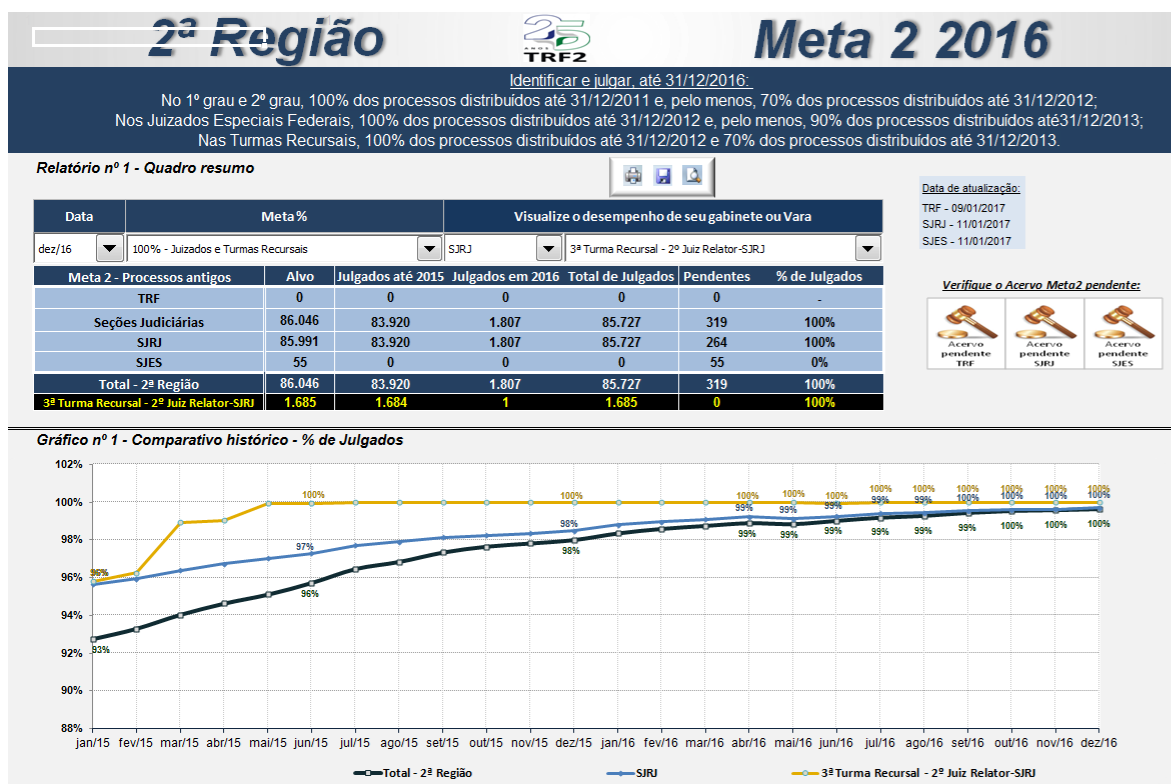 2ª Região
25
ANOS
TRF2
Meta 2 2016
Identificar e julgar, até 31/12/2016:
No 1º grau e 2º grau, 100% dos processos distribuídos até 31/12/2011 e, pelo menos, 70% dos processos distribuídos até 31/12/2012;
Nos Juizados Especiais Federais, 100% dos processos distribuídos até31/12/2012 e, pelo menos, 90% dos processos distribuídos até31/12/2013;
Nas Turmas Recursais, 100% dos processos distribuídos até 31/12/2012 e 70% dos processos distribuídos até 31/12/2013.
Relatório nº 1 - Quadro resumo
Data de atualização:
TRF - 09/01/2017
SJRJ - 11/01/2017
SJES - 11/01/2017
Data Meta % Visualize o desempenho de seu gabinete ou Vara
dez/16 100% - Juizados e Turmas Recursais SJRJ 3ª Turma Recursal - 2º Juiz Relator-SJRJ
Meta 2 - Processos antigos Alvo Julgados até 2015 Julgados em 2016 Total de Julgados Pendentes % de Julgados
TRF 0 0 0 0 0 -
Seções Judiciárias 86.046 83.920 1.807 85.727 319 100%
SJRJ 85.991 83.920 1.807 85.727 264 100%
SJES 55 0 0 0 55 0%
Total - 2ª Região 86.046 83.920 1.807 85.727 319 100%
3ª Turma Recursal - 2º Juiz Relator-SJRJ 1.685 1.684 1 1.685 0 100%
Verifique o Acervo Meta2 pendente:
Acervo pendente TRF
Acervo pendente SJRJ
Acervo pendente SJES
Gráfico nº 1 - Comparativo histórico - % de Julgados
102%
100%
98%
96%
94%
92%
90%
88%
100% 100% 100% 100% 100% 100% 100% 100% 100% 100% 100%
96% 97% 98% 99% 99% 99% 99% 99% 100% 100% 100% 100%
93% 96% 98% 99% 99% 99% 99% 99% 99% 100% 100% 100%
jan/15 fev/15 mar/15 abr/15 mai/15 jun/15 jul/15 ago/15 set/15 out/15 nov/15 dez/15 jan/16 fev/16 mar/16 abr/16 mai/16 jun/16 jul/16 ago/16 set/16 out/16 nov/16 dez/16
Total - 2ª Região SJRJ 3ª Turma Recursal - 2º Juiz Relator-SJRJ